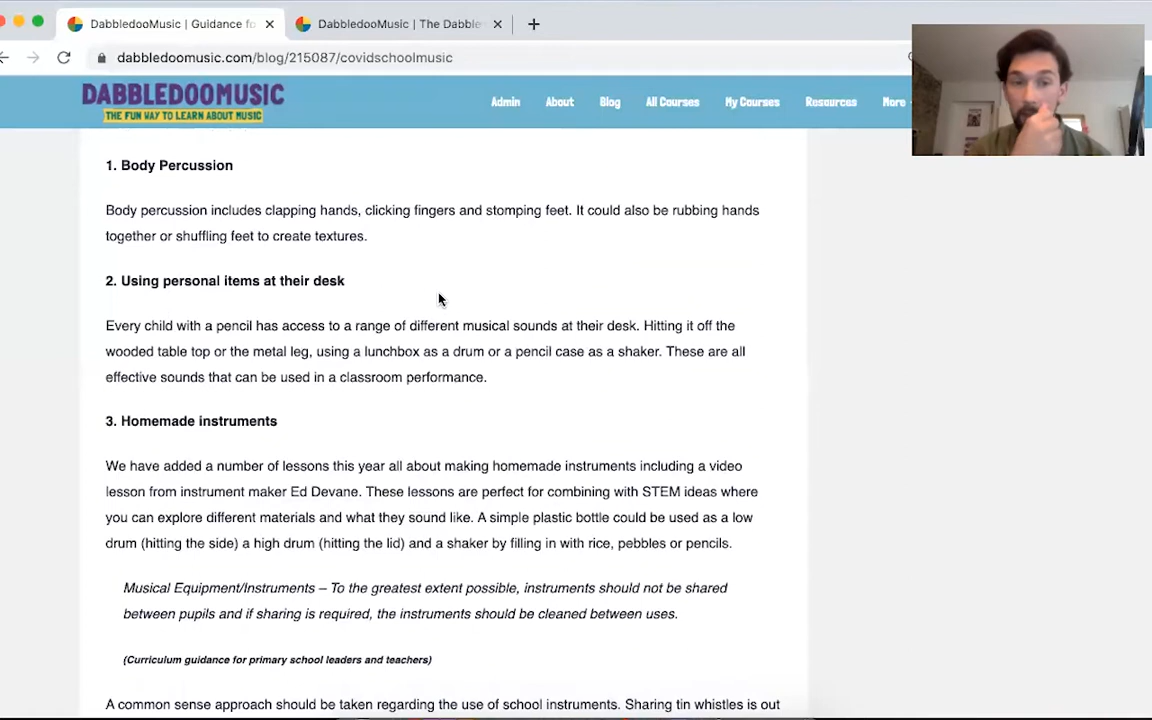 DabbledooMusic | Guidance fo
DabbledooMusic | The Dabble
dabbledoomusic.com/blog/215087/covidschoolmusic
DABBLEDOOMUSIC
THE FUN WAY TO LEARN ABOUT MUSIC
Admin About Blog All Courses My Courses Resources More
1. Body Percussion
Body percussion includes clapping hands, clicking fingers and stomping feet. It could also be rubbing hands
together or shuffling feet to create textures.
2. Using personal items at their desk
Every child with a pencil has access to a range of different musical sounds at their desk. Hitting it off the
wooded table top or the metal leg, using a lunchbox as a drum or a pencil case as a shaker. These are all
effective sounds that can be used in a classroom performance.
3. Homemade instruments
We have added a number of lessons this year all about making homemade instruments including a video
lesson from instrument maker Ed Devane. These lessons are perfect for combining with STEM ideas where
you can explore different materials and what they sound like. A simple plastic bottle could be used as a low
drum (hitting the side) a high drum (hitting the lid) and a shaker by filling in with rice, pebbles or pencils.
Musical Equipment/Instruments – To the greatest extent possible, instruments should not be shared
between pupils and if sharing is required, the instruments should be cleaned between uses.
(Curriculum guidance for primary school leaders and teachers)
A common sense approach should be taken regarding the use of school instruments. Sharing tin whistles is out